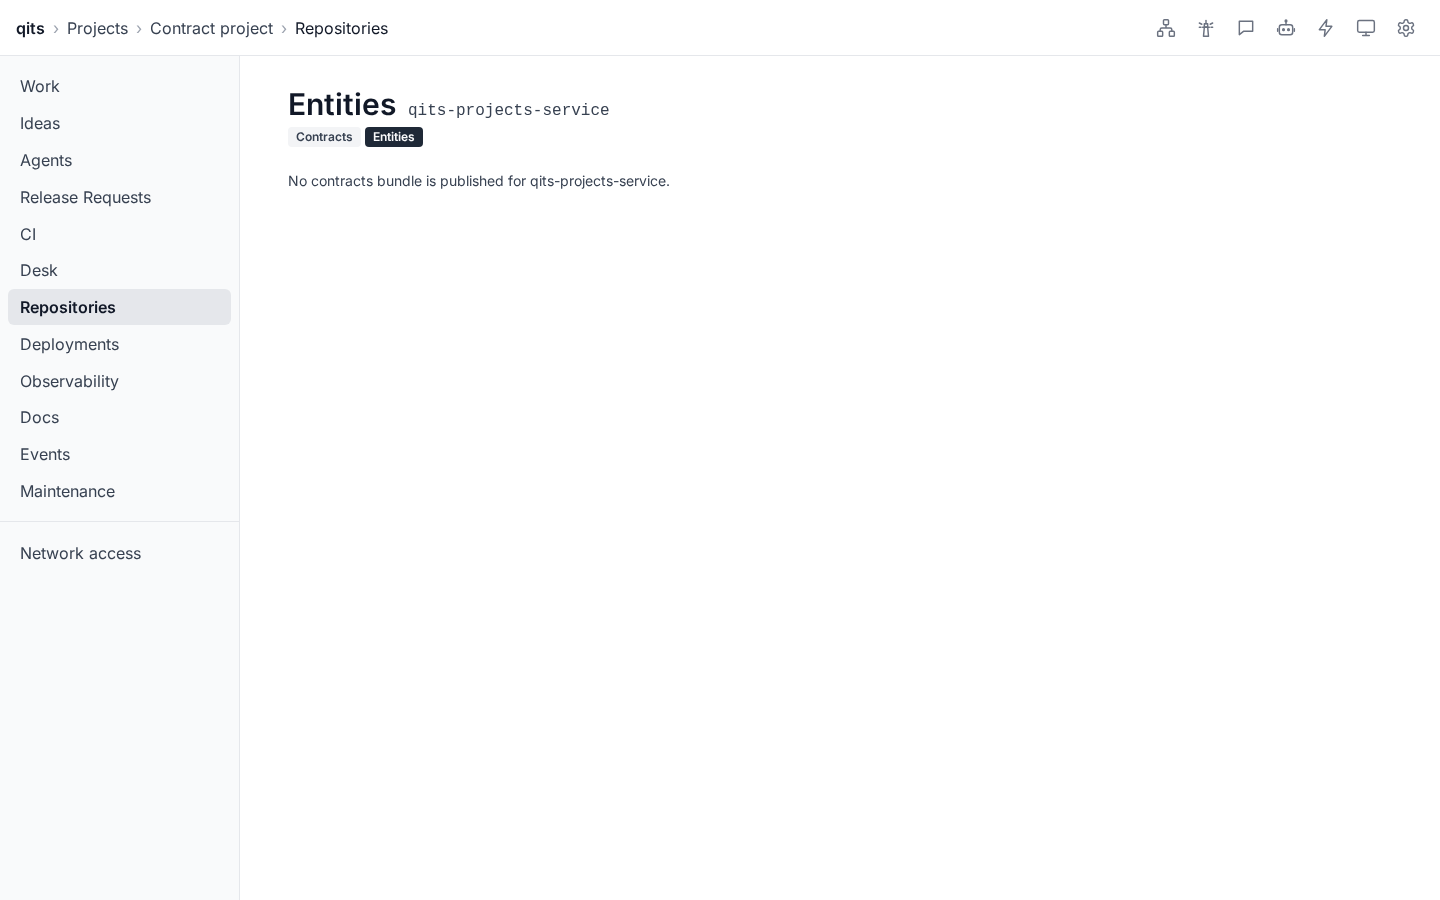 qits › Projects › Contract project › Repositories
Work
Ideas
Agents
Release Requests
CI
Desk
Repositories
Deployments
Observability
Docs
Events
Maintenance
Network access
Entities qits-projects-service
Contracts Entities
No contracts bundle is published for qits-projects-service.